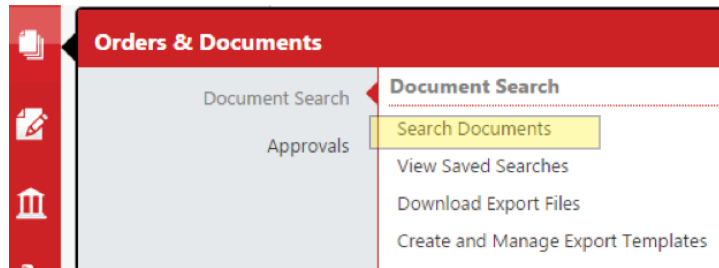 Orders & Documents
Document Search
Approvals
Document Search
Search Documents
View Saved Searches
Download Export Files
Create and Manage Export Templates